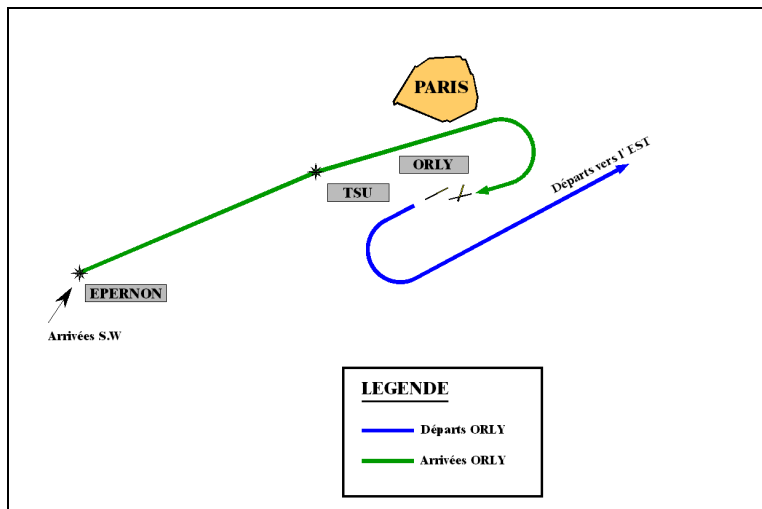 PARIS
ORLY
Départs vers l' EST
TSU
EPERNON
Arrivées S.W
LEGENDE
Départs ORLY
Arrivées ORLY